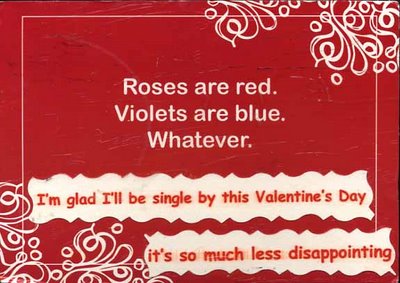 Roses are red.
Violets are blue.
Whatever.
I'm glad I'll be single by this Valentine's Day
it's so much less disappointing